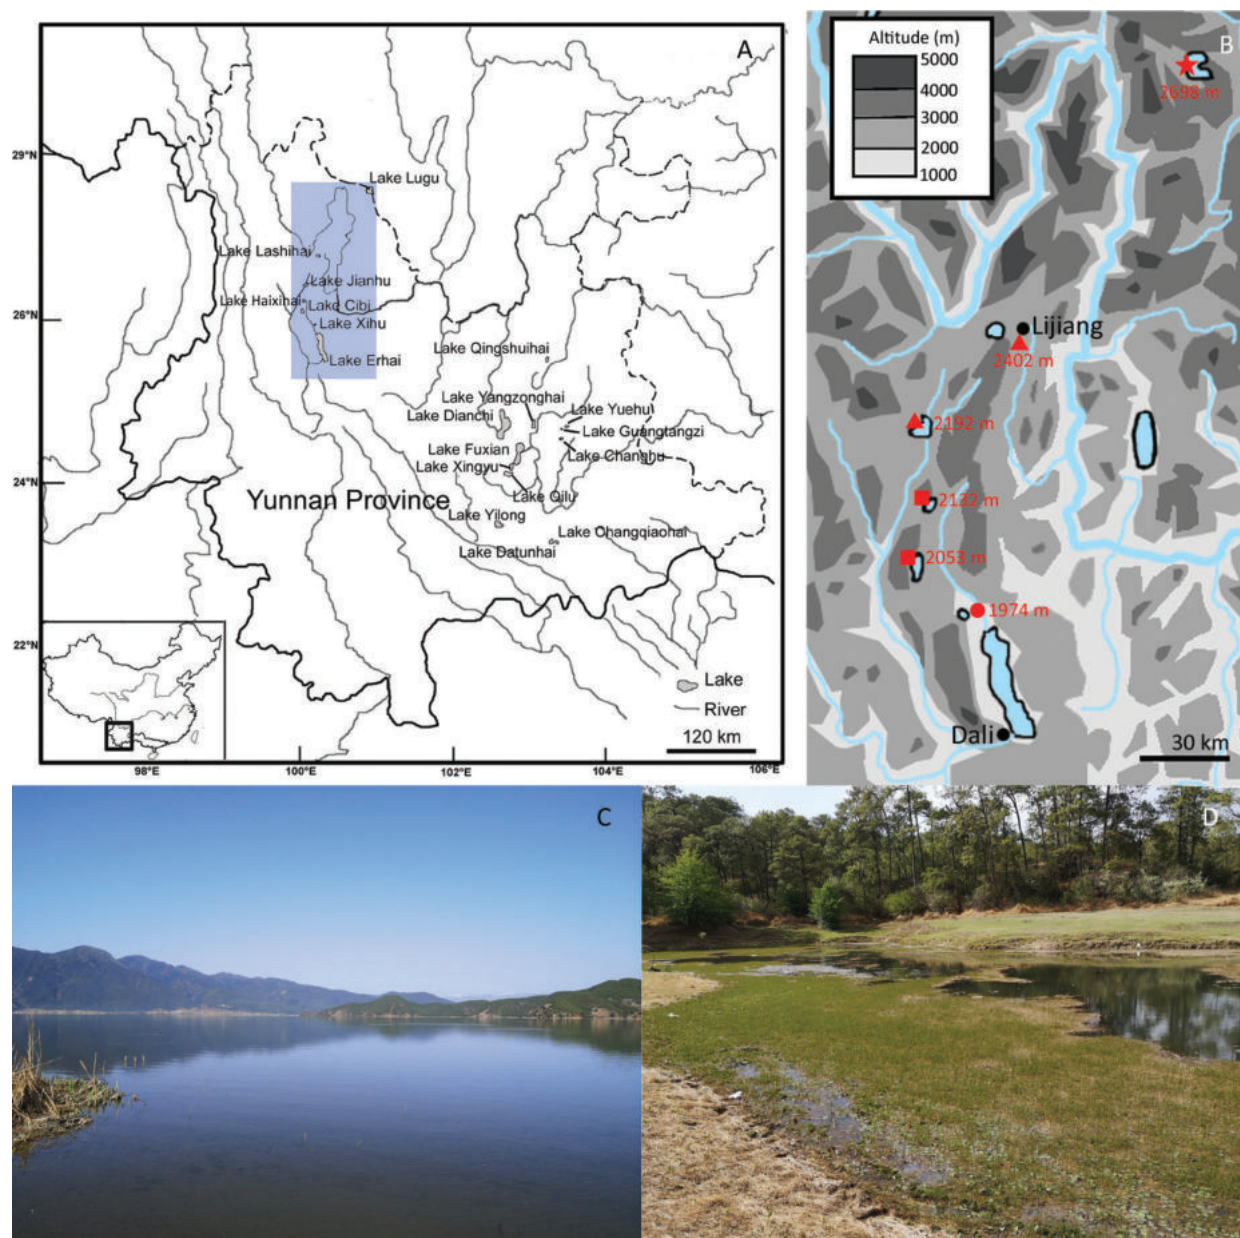 A
29°N
26°N
24°N
22°N
98°E
100°E
102°E
104°E
106°E
Lake Lugu
Lake Lashihai
Lake Jianhu
Lake Haixihai
Lake Cibi
Lake Xihu
Lake Erhai
Lake Qingshuihai
Lake Yangzonghai
Lake Dianchi
Lake Yuehu
Lake Guangtangzi
Lake Fuxian
Lake Changhu
Lake Xingyu
Lake Qilu
Yunnan Province
Lake Yilong
Lake Changqiaohai
Lake Datunhai
Lake
River
120 km
B
Altitude (m)
5000
4000
3000
2000
1000
2698 m
Lijiang
2402 m
2192 m
2132 m
2053 m
1974 m
Dali
30 km
C
D